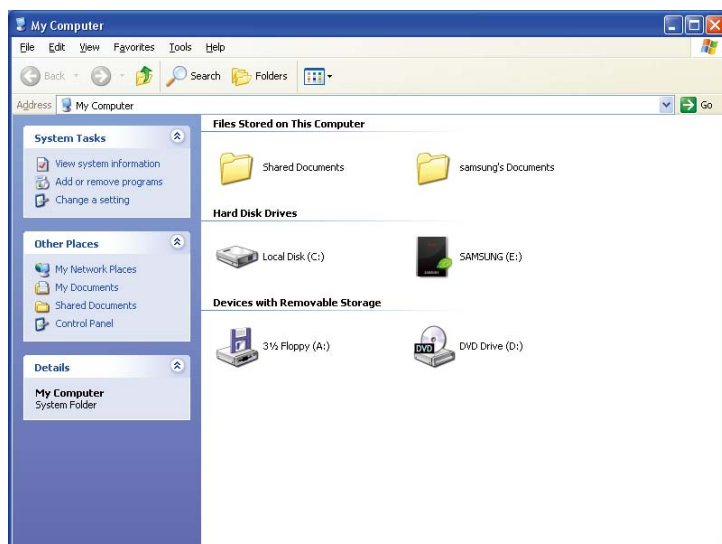 My Computer
File Edit View Favorites Tools Help
Back Search Folders
Address My Computer Go
System Tasks
View system information
Add or remove programs
Change a setting
Other Places
My Network Places
My Documents
Shared Documents
Control Panel
Details
My Computer
System Folder
Files Stored on This Computer
Shared Documents samsung's Documents
Hard Disk Drives
Local Disk (C:) SAMSUNG (E:)
Devices with Removable Storage
3½ Floppy (A:) DVD DVD Drive (D:)